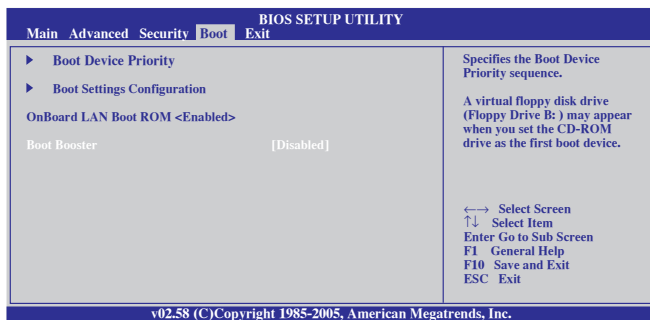 BIOS SETUP UTILITY
Main Advanced Security Boot Exit
Boot Device Priority
Boot Settings Configuration
OnBoard LAN Boot ROM <Enabled>
Boot Booster [Disabled]
Specifies the Boot Device
Priority sequence.
A virtual floppy disk drive
(Floppy Drive B: ) may appear
when you set the CD-ROM
drive as the first boot device.
←→ Select Screen
↑↓ Select Item
Enter Go to Sub Screen
F1 General Help
F10 Save and Exit
ESC Exit
v02.58 (C)Copyright 1985-2005, American Megatrends, Inc.